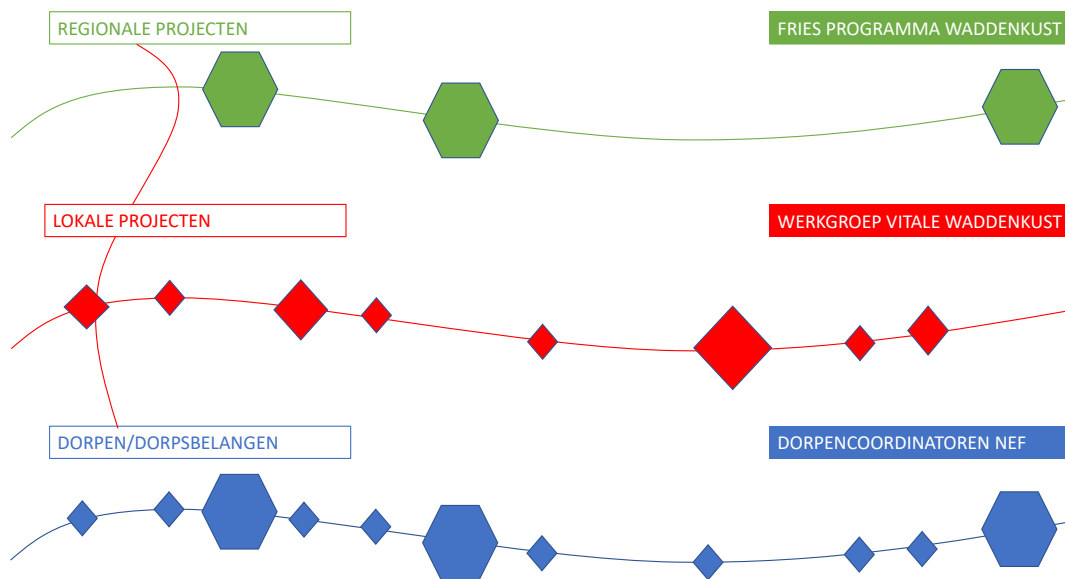 REGIONALE PROJECTEN
FRIES PROGRAMMA WADDENKUST
LOKALE PROJECTEN
WERKGROEP VITALE WADDENKUST
DORPEN/DORPSBELANGEN
DORPENCOORDINATOREN NEF